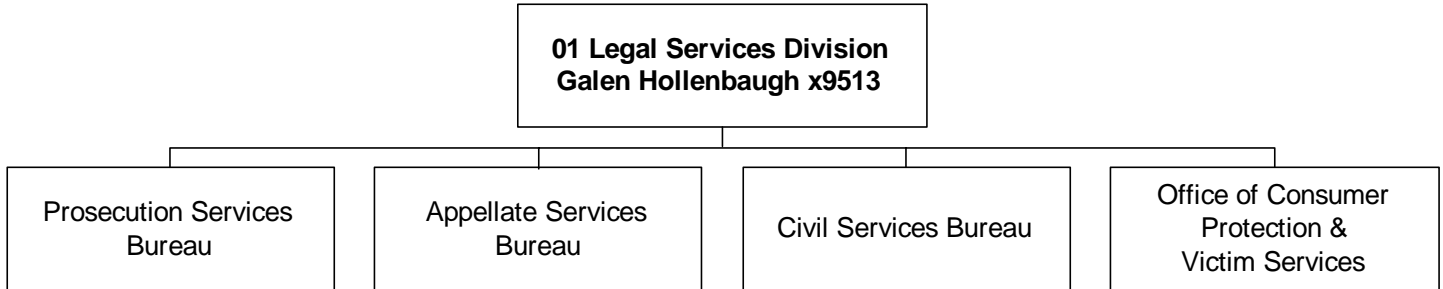 01 Legal Services Division
Galen Hollenbaugh x9513
Prosecution Services
Bureau
Appellate Services
Bureau
Civil Services Bureau
Office of Consumer
Protection &
Victim Services